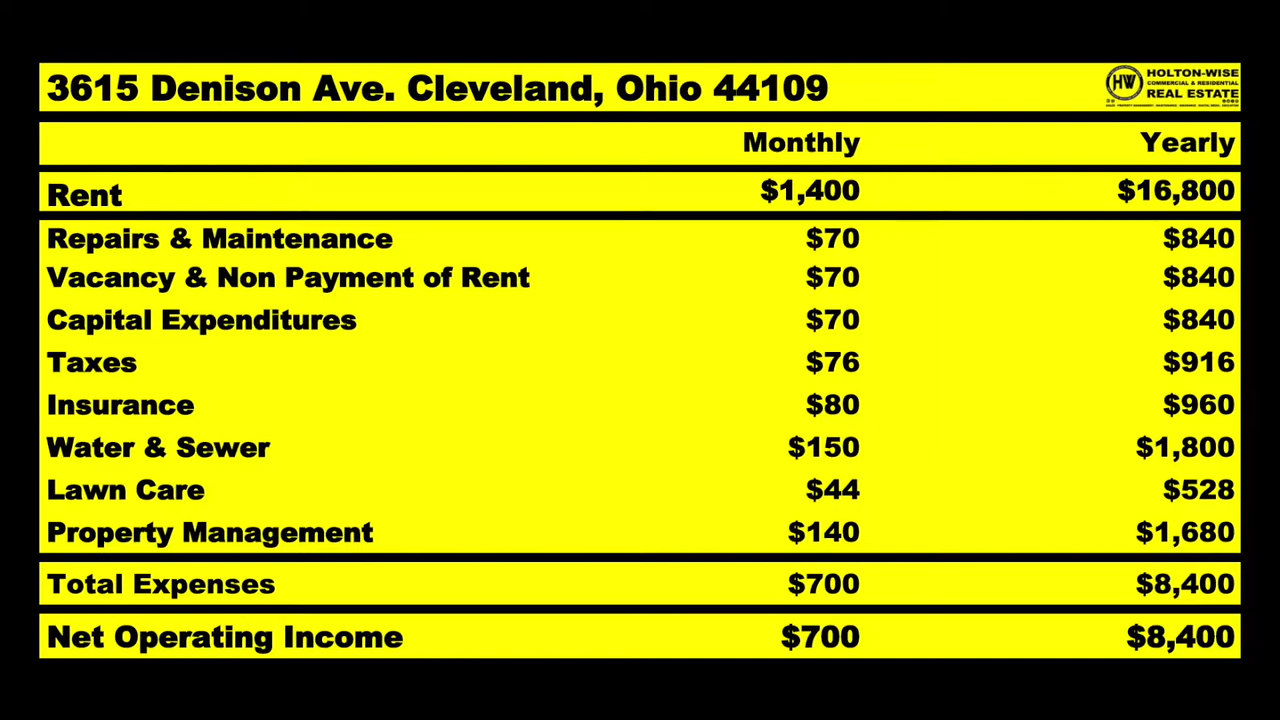 3615 Denison Ave. Cleveland, Ohio 44109
HW
HOLTON-WISE
COMMERCIAL & RESIDENTIAL
REAL ESTATE
Monthly Yearly
Rent $1,400 $16,800
Repairs & Maintenance $70 $840
Vacancy & Non Payment of Rent $70 $840
Capital Expenditures $70 $840
Taxes $76 $916
Insurance $80 $960
Water & Sewer $150 $1,800
Lawn Care $44 $528
Property Management $140 $1,680
Total Expenses $700 $8,400
Net Operating Income $700 $8,400